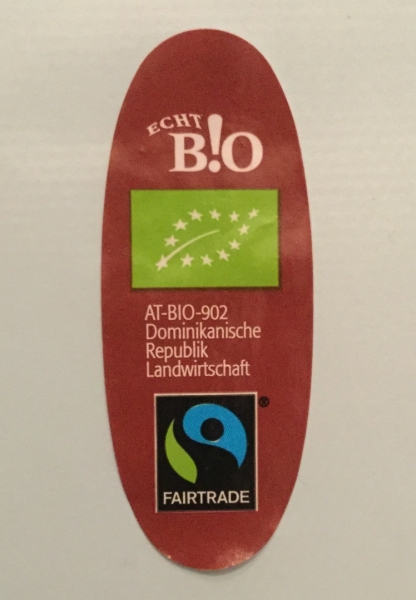 ECHT
B!O
AT-BIO-902
Dominikanische
Republik
Landwirtschaft
®
FAIRTRADE